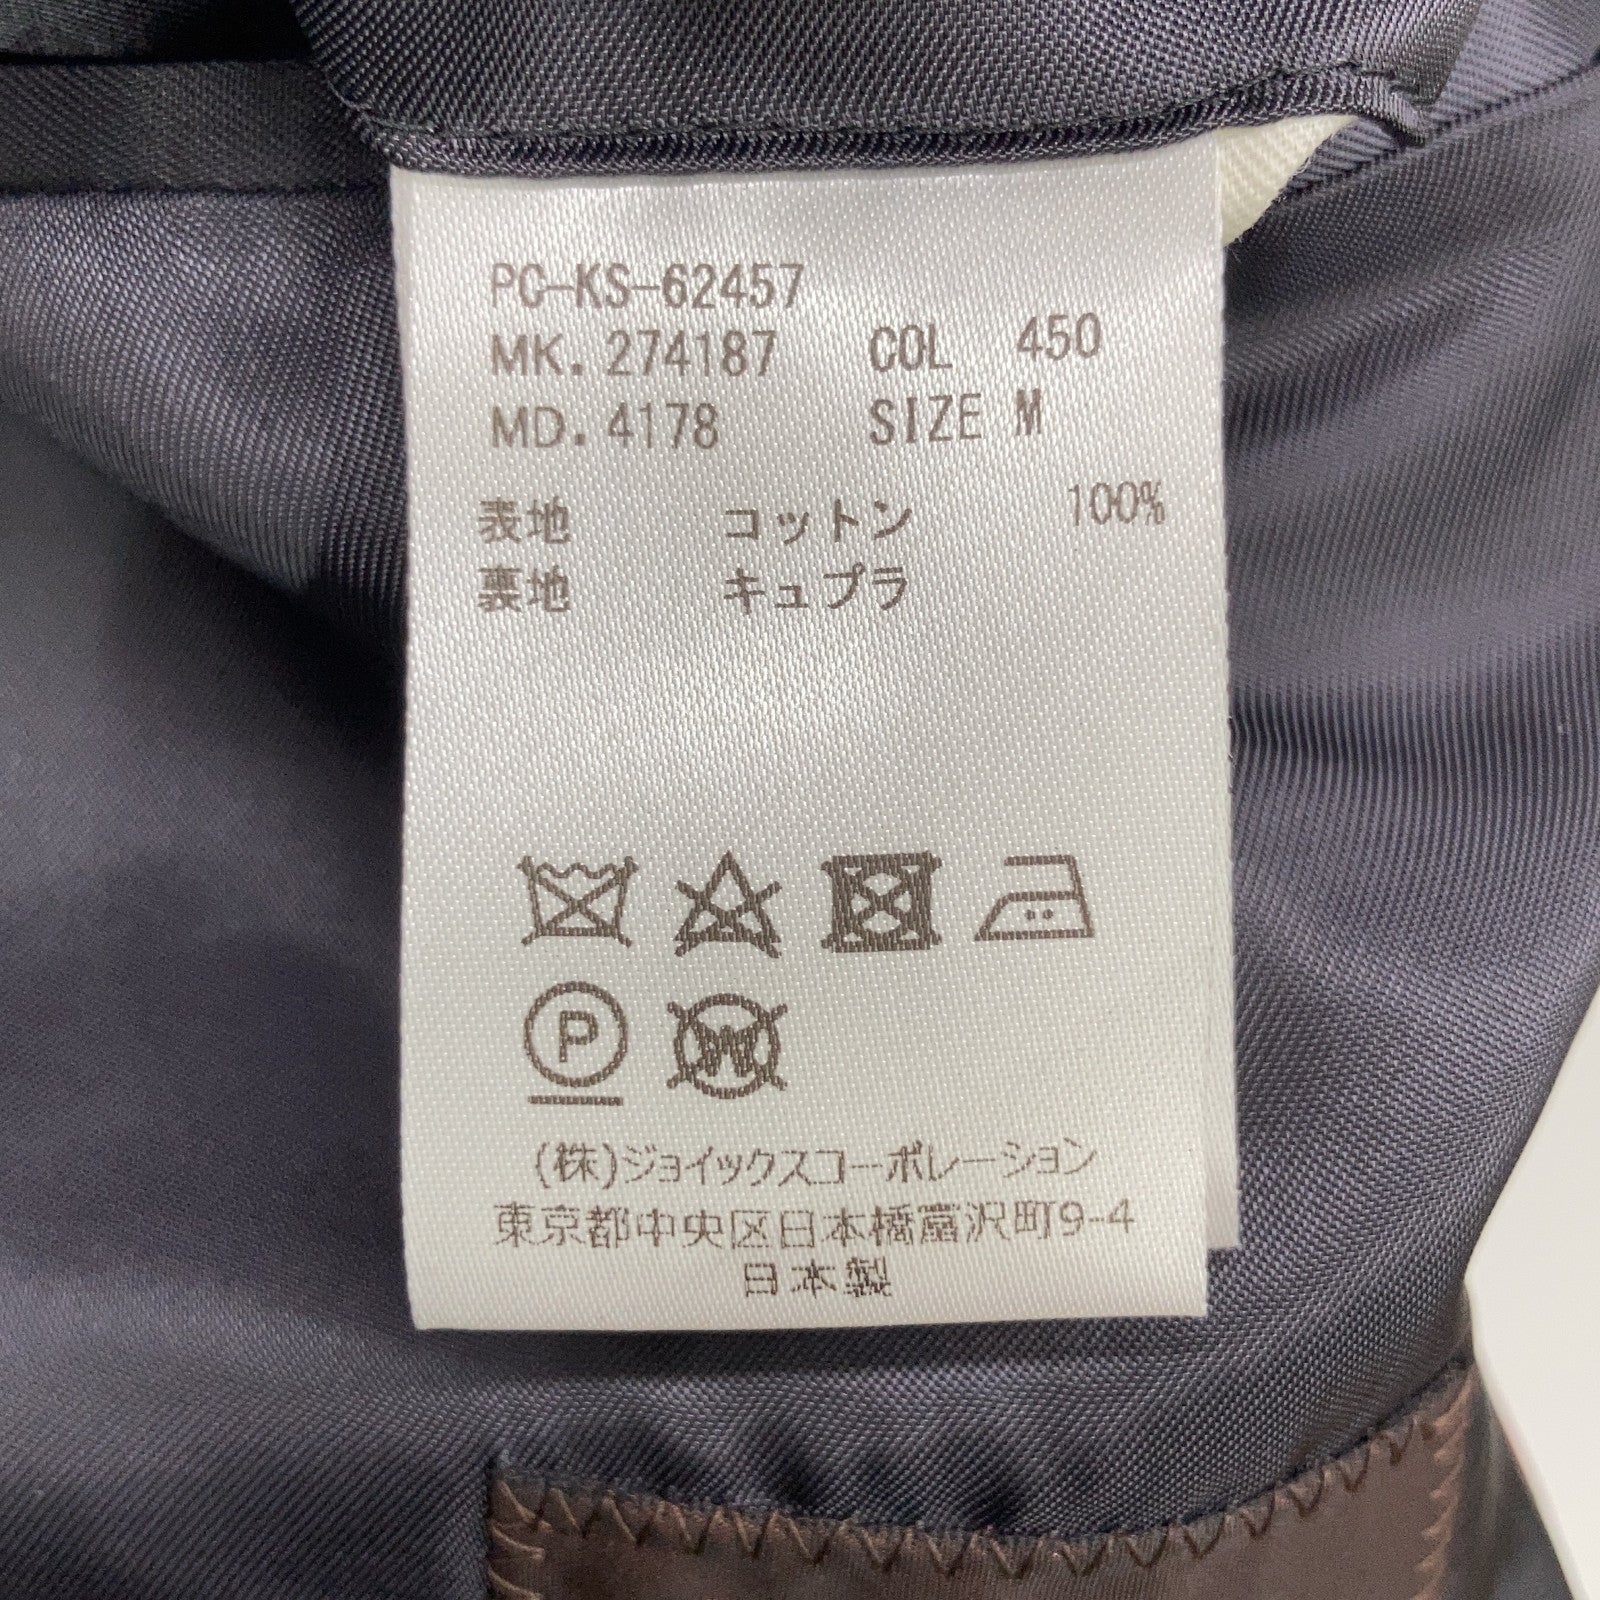 PC-KS-62457
MK. 274187 COL 450
MD. 4178 SIZE M
表地 コットン 100%
裏地 キュプラ
P
W
(株)ジョイックスコーポレーション
東京都中央区日本橋富沢町9-4
日本製